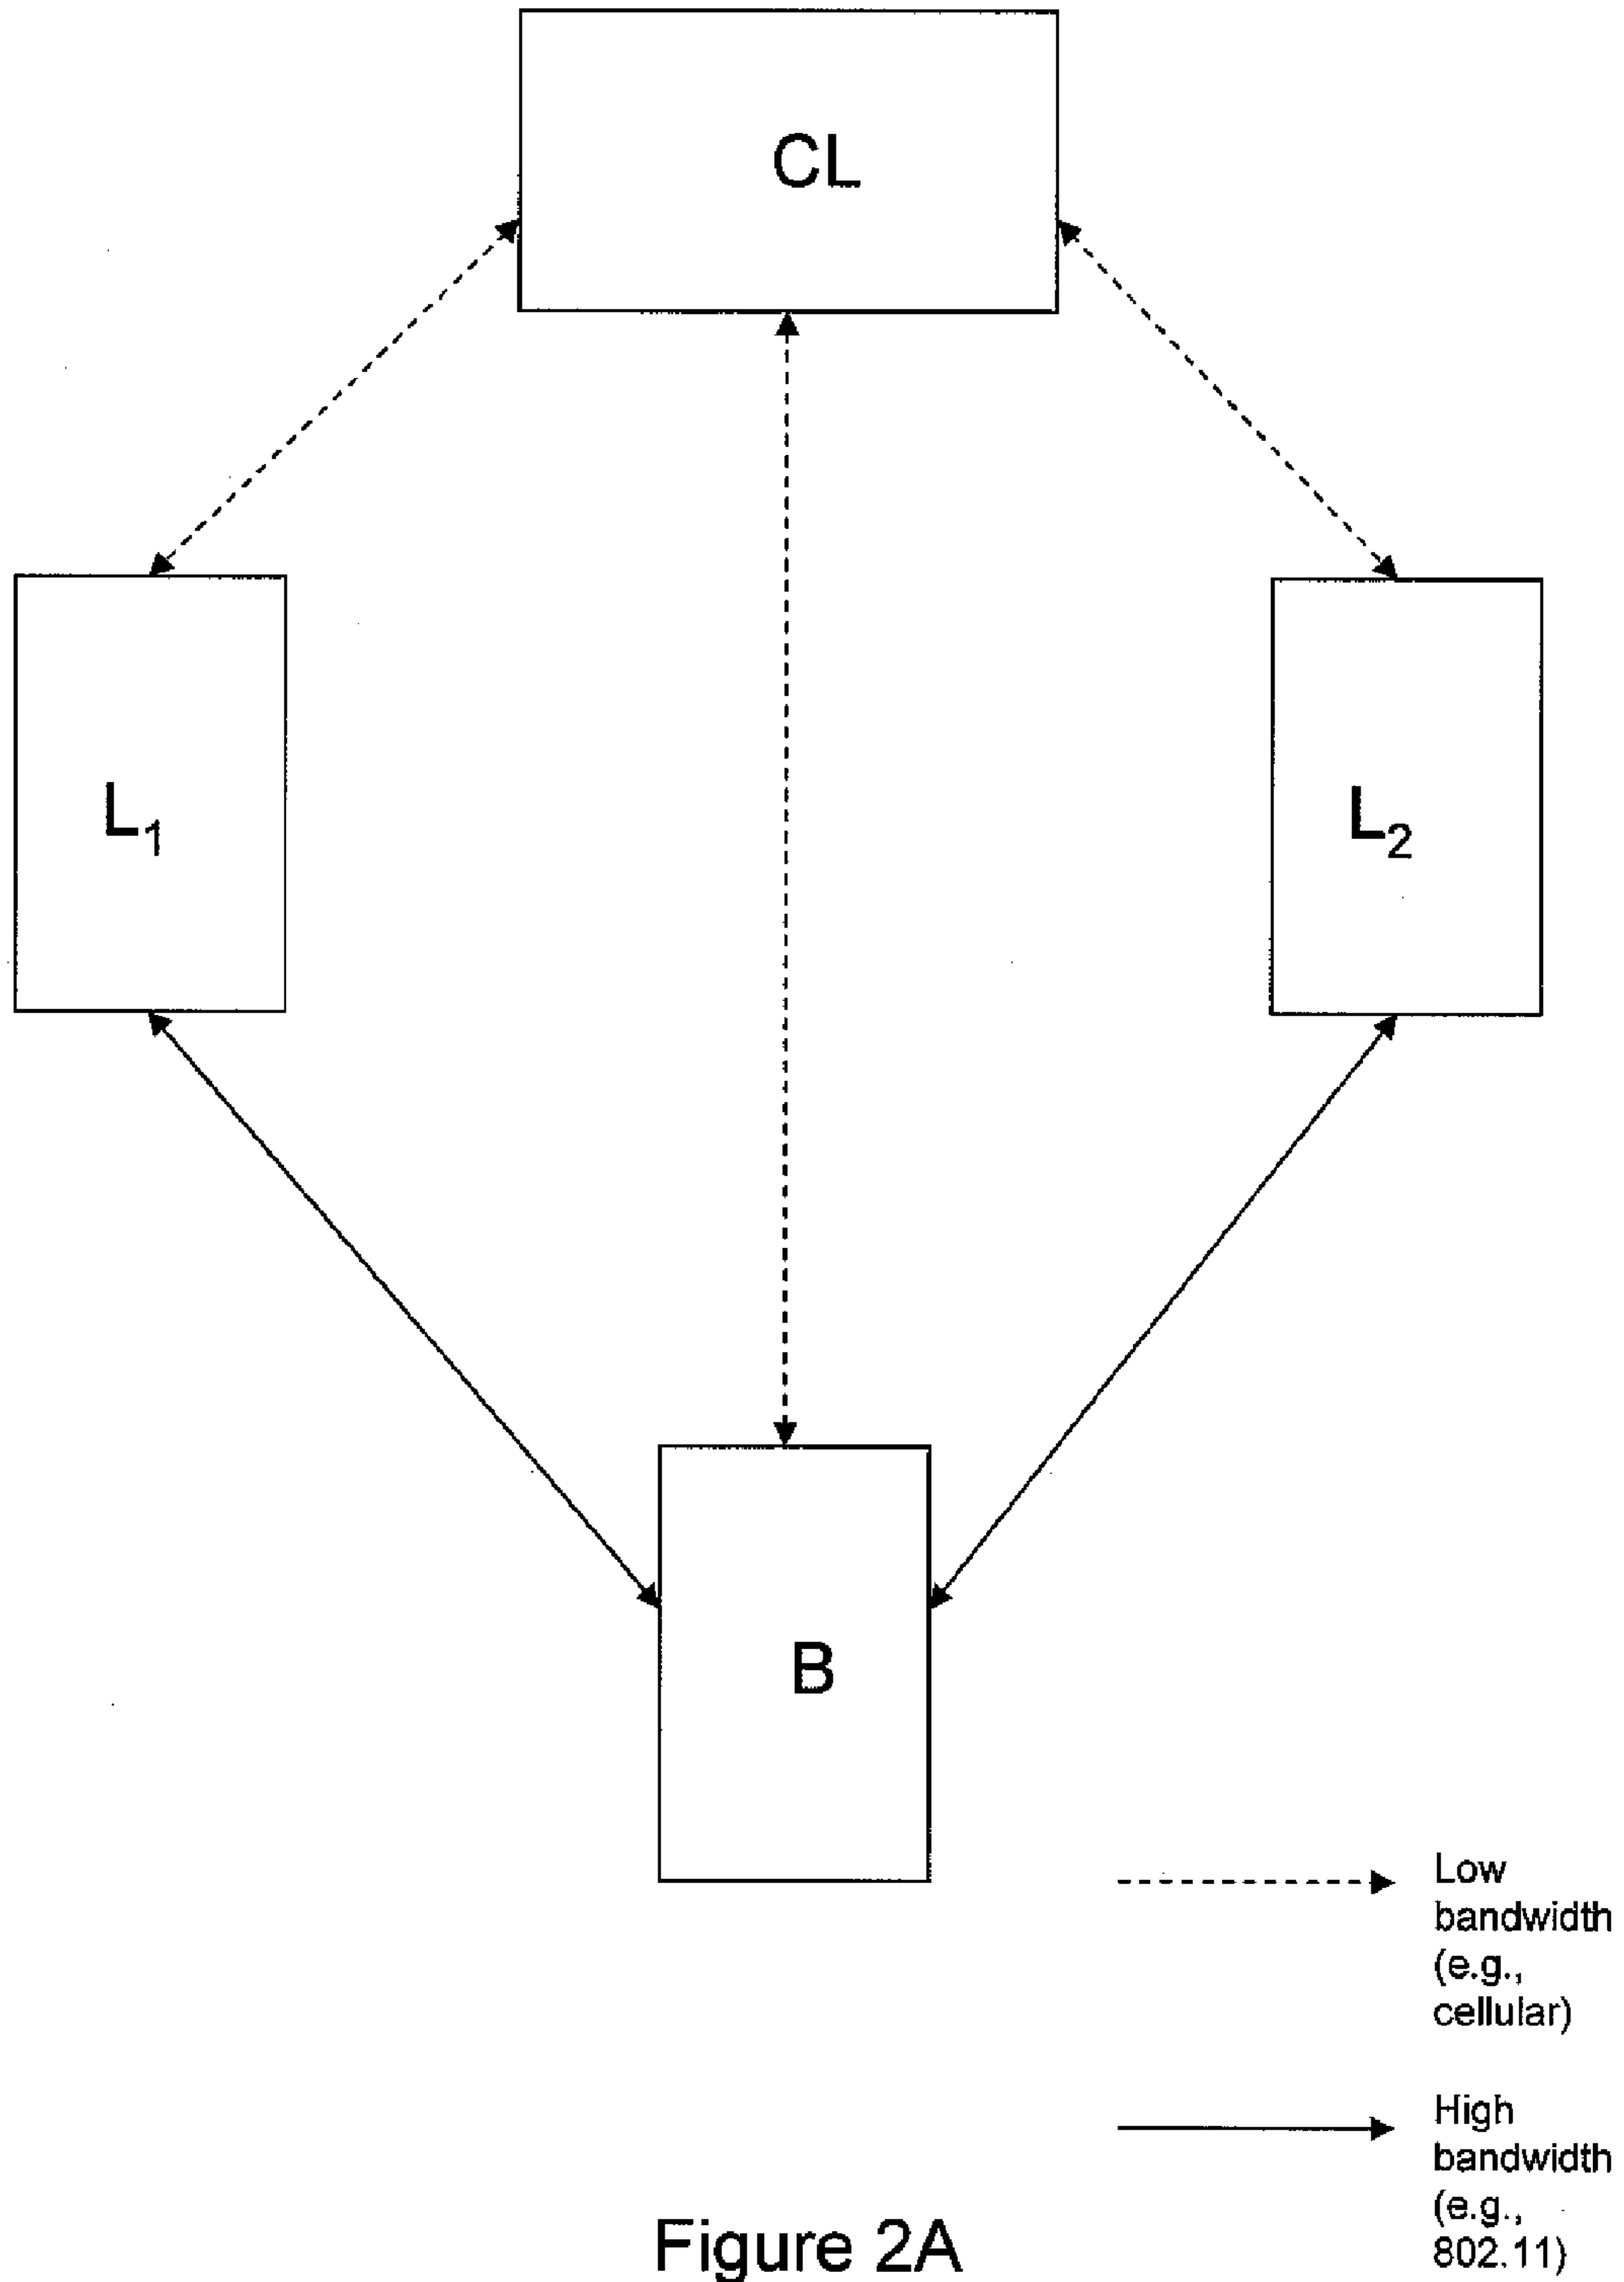 CL
L1
L2
B
Low
bandwidth
(e.g.,
cellular)
High
bandwidth
(e.g.,
802.11)
Figure 2A